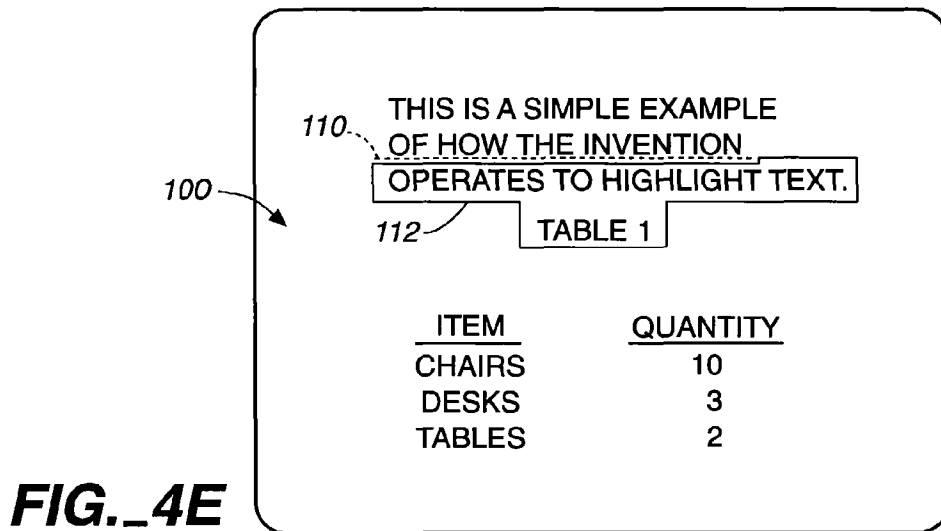 THIS IS A SIMPLE EXAMPLE
110
OF HOW THE INVENTION
100
OPERATES TO HIGHLIGHT TEXT.
112
TABLE 1
ITEM QUANTITY
CHAIRS 10
DESKS 3
TABLES 2
FIG._4E